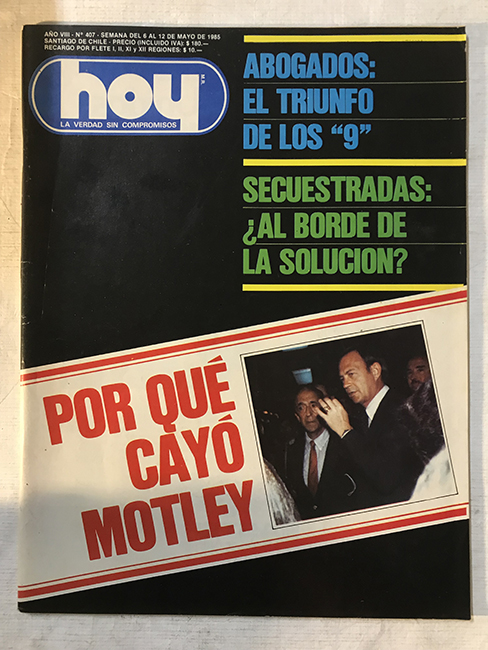 AÑO VIII - Nº 407 - SEMANA DEL 6 AL 12 DE MAYO DE 1985
SANTIAGO DE CHILE - PRECIO (INCLUIDO IVA); $ 180.—
RECARGO POR FLETE I, II, XI y XII REGIONES: $ 10.—
hoy
M.R.
LA VERDAD SIN COMPROMISOS
ABOGADOS:
EL TRIUNFO
DE LOS "9"
SECUESTRADAS:
¿AL BORDE DE
LA SOLUCION?
POR QUÉ
CAYÓ
MOTLEY